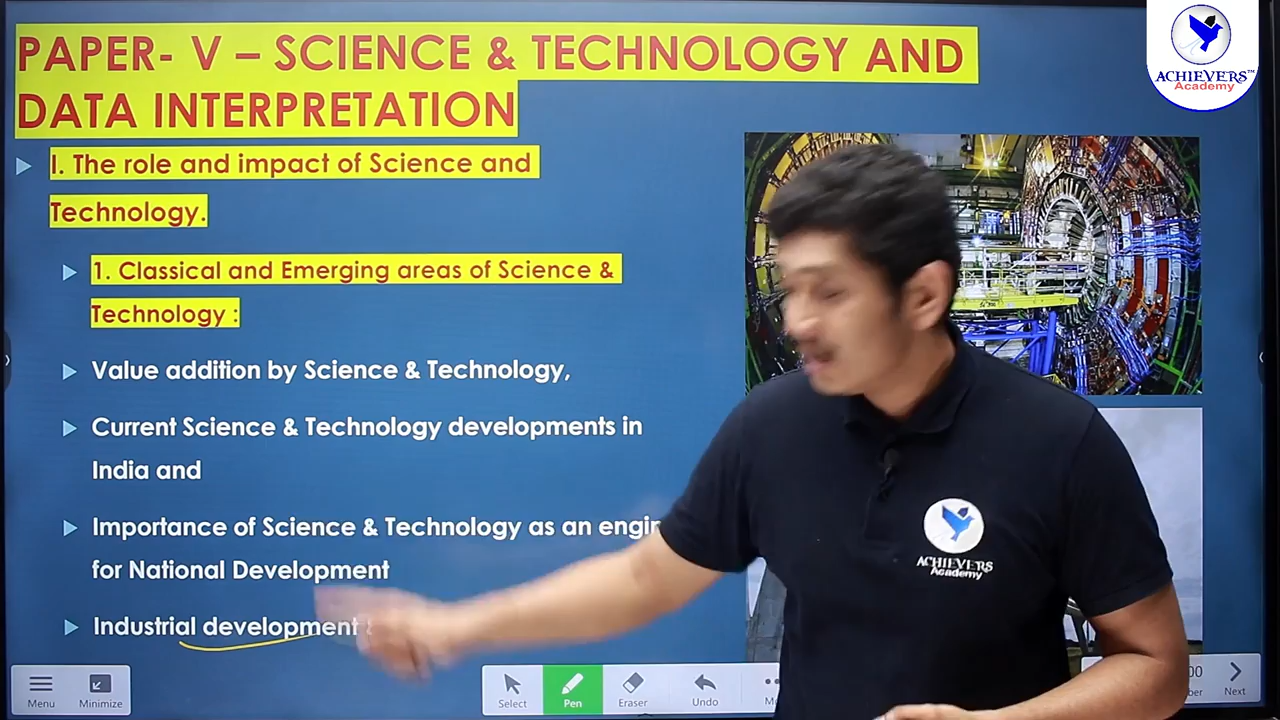 PAPER- V – SCIENCE & TECHNOLOGY AND
DATA INTERPRETATION
I. The role and impact of Science and
Technology.
1. Classical and Emerging areas of Science &
Technology :
Value addition by Science & Technology,
Current Science & Technology developments in
India and
Importance of Science & Technology as an
for National Development
Industrial development
ACHIEVERS™
Academy
ACHIEVERS
Academy
Menu
Minimize
Select
Pen
Eraser
Undo
Next